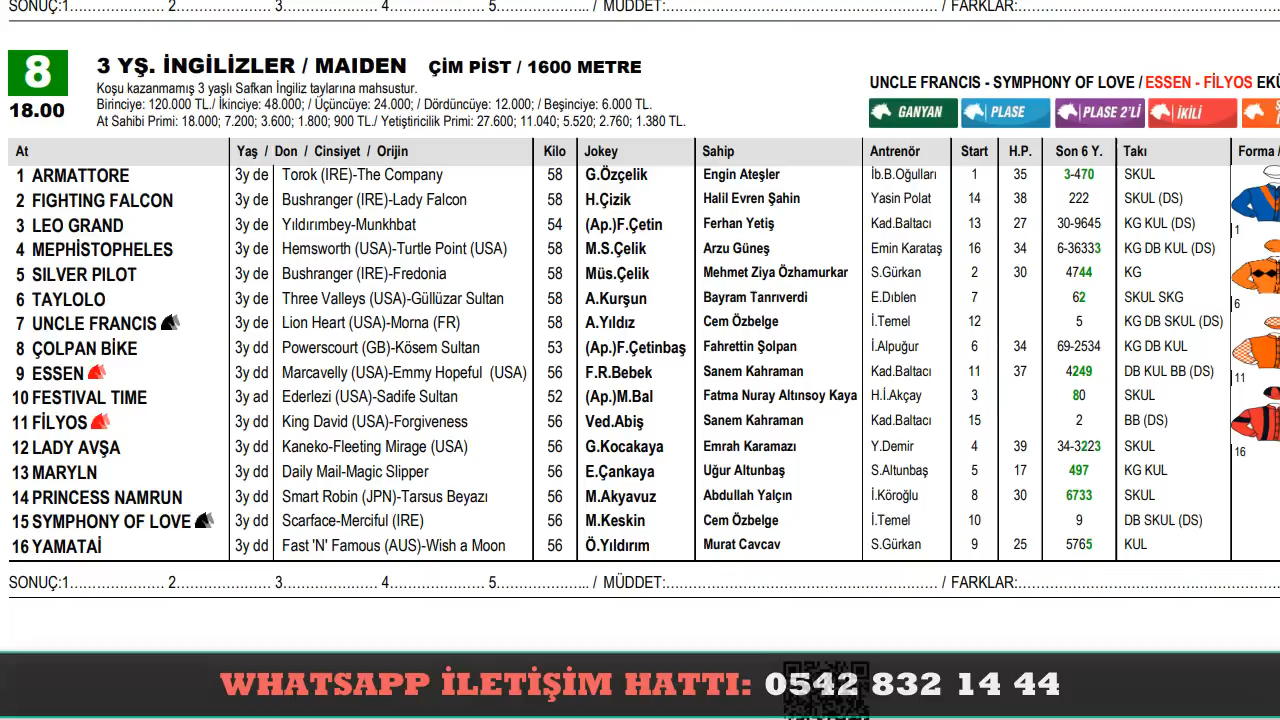 SONUÇ:1...................... 2........................ 3........................ 4........................ 5...................... / MÜDDET:............................................................... / FARKLAR:............................................................
8 3 YŞ. İNGİLİZLER / MAIDEN ÇİM PİST / 1600 METRE
18.00
Koşu kazanmamış 3 yaşlı Safkan İngiliz taylarına mahsustur.
Birinciye: 120.000 TL./ İkinciye: 48.000; / Üçüncüye: 24.000; / Dördüncüye: 12.000; / Beşinciye: 6.000 TL.
At Sahibi Primi: 18.000; 7.200; 3.600; 1.800; 900 TL./ Yetiştiricilik Primi: 27.600; 11.040; 5.520; 2.760; 1.380 TL.
UNCLE FRANCIS - SYMPHONY OF LOVE / ESSEN - FİLYOS EKÜ
GANYAN PLASE PLASE 2'Lİ İKİLİ
At Yaş / Don / Cinsiyet / Orijin Kilo Jokey Sahip Antrenör Start H.P. Son 6 Y. Takı Forma /
1 ARMATTORE 3y de Torok (IRE)-The Company 58 G.Özçelik Engin Ateşler İb.B.Oğulları 1 35 3-470 SKUL
2 FIGHTING FALCON 3y de Bushranger (IRE)-Lady Falcon 58 H.Çizik Halil Evren Şahin Yasin Polat 14 38 222 SKUL (DS)
3 LEO GRAND 3y de Yıldırımbey-Munkhbat 54 (Ap.)F.Çetin Ferhan Yetiş Kad.Baltacı 13 27 30-9645 KG KUL (DS) 1
4 MEPHİSTOPHELES 3y de Hemsworth (USA)-Turtle Point (USA) 58 M.S.Çelik Arzu Güneş Emin Karataş 16 34 6-36333 KG DB KUL (DS)
5 SILVER PILOT 3y de Bushranger (IRE)-Fredonia 58 Müs.Çelik Mehmet Ziya Özhamurkar S.Gürkan 2 30 4744 KG
6 TAYLOLO 3y de Three Valleys (USA)-Güllüzar Sultan 58 A.Kurşun Bayram Tanrıverdi E.Dıblen 7 62 SKUL SKG 6
7 UNCLE FRANCIS 3y de Lion Heart (USA)-Morna (FR) 58 A.Yıldız Cem Özbelge İ.Temel 12 5 KG DB SKUL (DS)
8 ÇOLPAN BİKE 3y dd Powerscourt (GB)-Kösem Sultan 53 (Ap.)F.Çetinbaş Fahrettin Şolpan İ.Alpuğur 6 34 69-2534 KG DB KUL
9 ESSEN 3y dd Marcavelly (USA)-Emmy Hopeful (USA) 56 F.R.Bebek Sanem Kahraman Kad.Baltacı 11 37 4249 DB KUL BB (DS) 11
10 FESTIVAL TIME 3y ad Ederlezi (USA)-Sadife Sultan 52 (Ap.)M.Bal Fatma Nuray Altınsoy Kaya H.İ.Akçay 3 80 SKUL
11 FİLYOS 3y dd King David (USA)-Forgiveness 56 Ved.Abiş Sanem Kahraman Kad.Baltacı 15 2 BB (DS)
12 LADY AVŞA 3y dd Kaneko-Fleeting Mirage (USA) 56 G.Kocakaya Emrah Karamazı Y.Demir 4 39 34-3223 SKUL 16
13 MARYLN 3y dd Daily Mail-Magic Slipper 56 E.Çankaya Uğur Altunbaş S.Altunbaş 5 17 497 KG KUL
14 PRINCESS NAMRUN 3y dd Smart Robin (JPN)-Tarsus Beyazı 56 M.Akyavuz Abdullah Yalçın İ.Köroğlu 8 30 6733 SKUL
15 SYMPHONY OF LOVE 3y dd Scarface-Merciful (IRE) 56 M.Keskin Cem Özbelge İ.Temel 10 9 DB SKUL (DS)
16 YAMATAİ 3y dd Fast 'N' Famous (AUS)-Wish a Moon 56 Ö.Yıldırım Murat Cavcav S.Gürkan 9 25 5765 KUL
SONUÇ:1...................... 2........................ 3........................ 4........................ 5...................... / MÜDDET:............................................................... / FARKLAR:............................................................
WHATSAPP İLETİŞİM HATTI: 0542 832 14 44